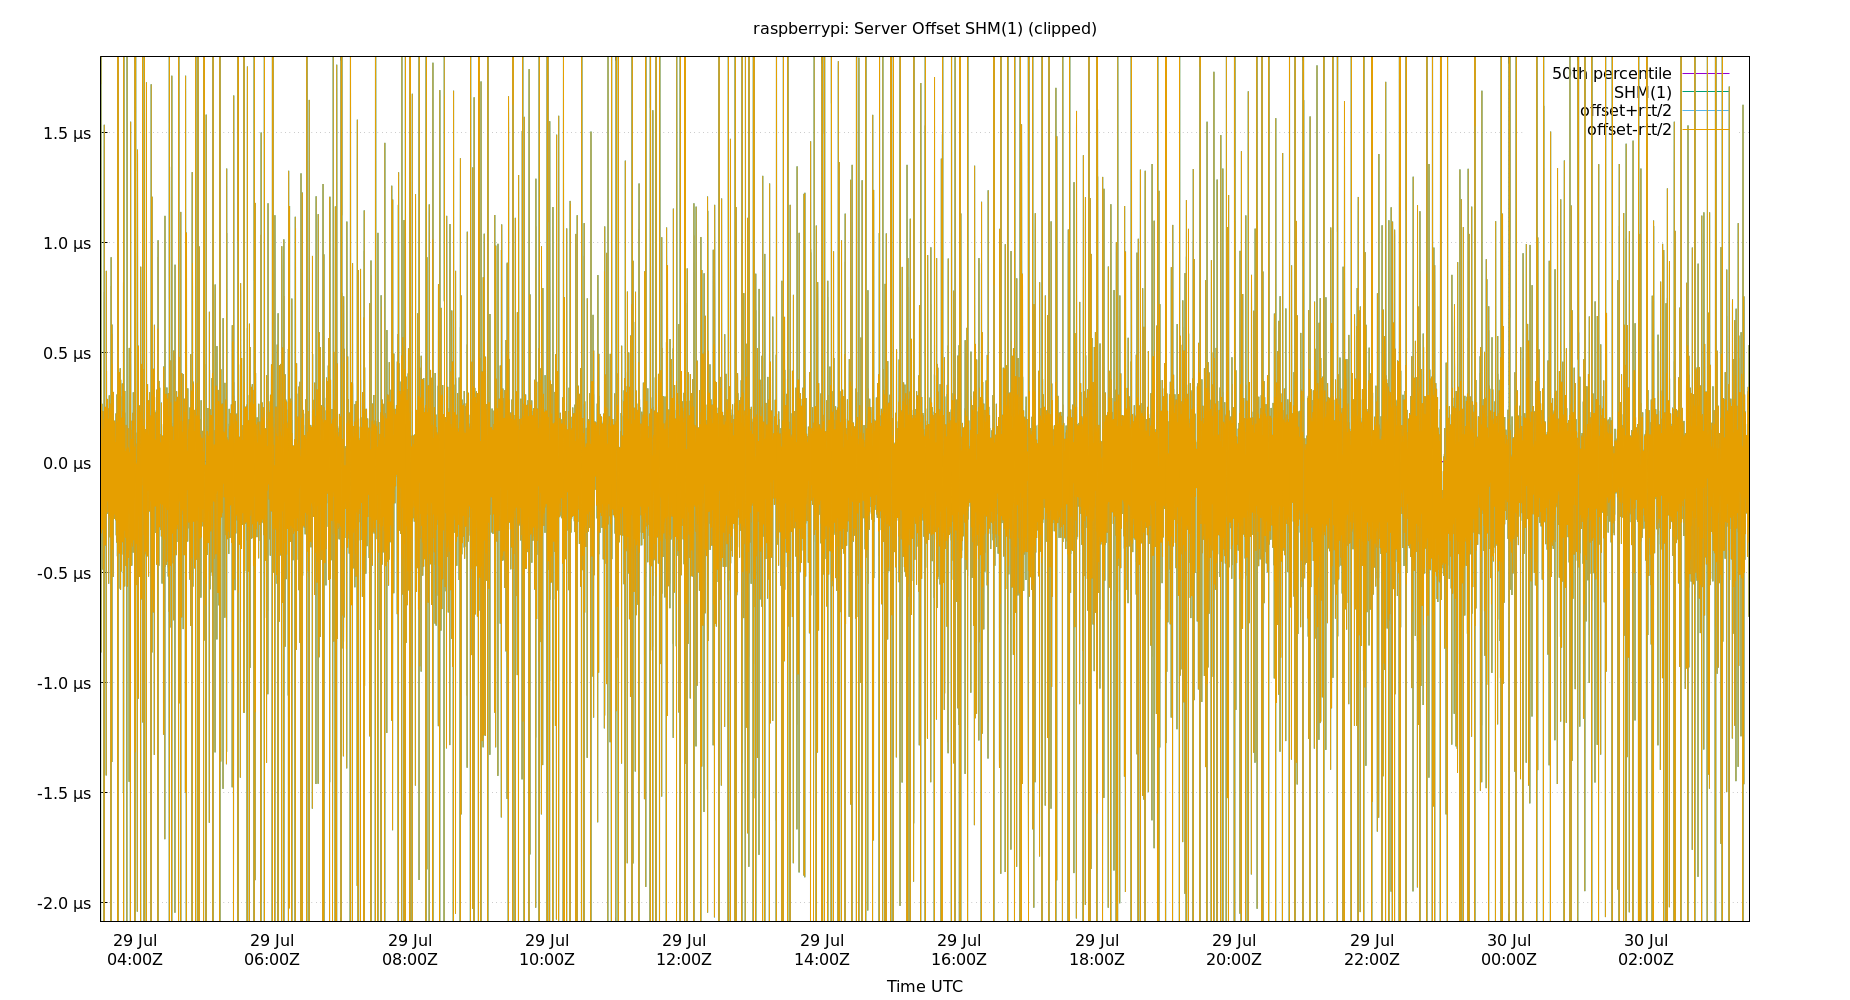 raspberrypi: Server Offset SHM(1) (clipped)
50th percentile
SHM(1)
offset+rtt/2
offset-rtt/2
1.5 µs
1.0 µs
0.5 µs
0.0 µs
-0.5 µs
-1.0 µs
-1.5 µs
-2.0 µs
29 Jul 29 Jul 29 Jul 29 Jul 29 Jul 29 Jul 29 Jul 29 Jul 29 Jul 29 Jul 30 Jul 30 Jul
04:00Z 06:00Z 08:00Z 10:00Z 12:00Z 14:00Z 16:00Z 18:00Z 20:00Z 22:00Z 00:00Z 02:00Z
Time UTC